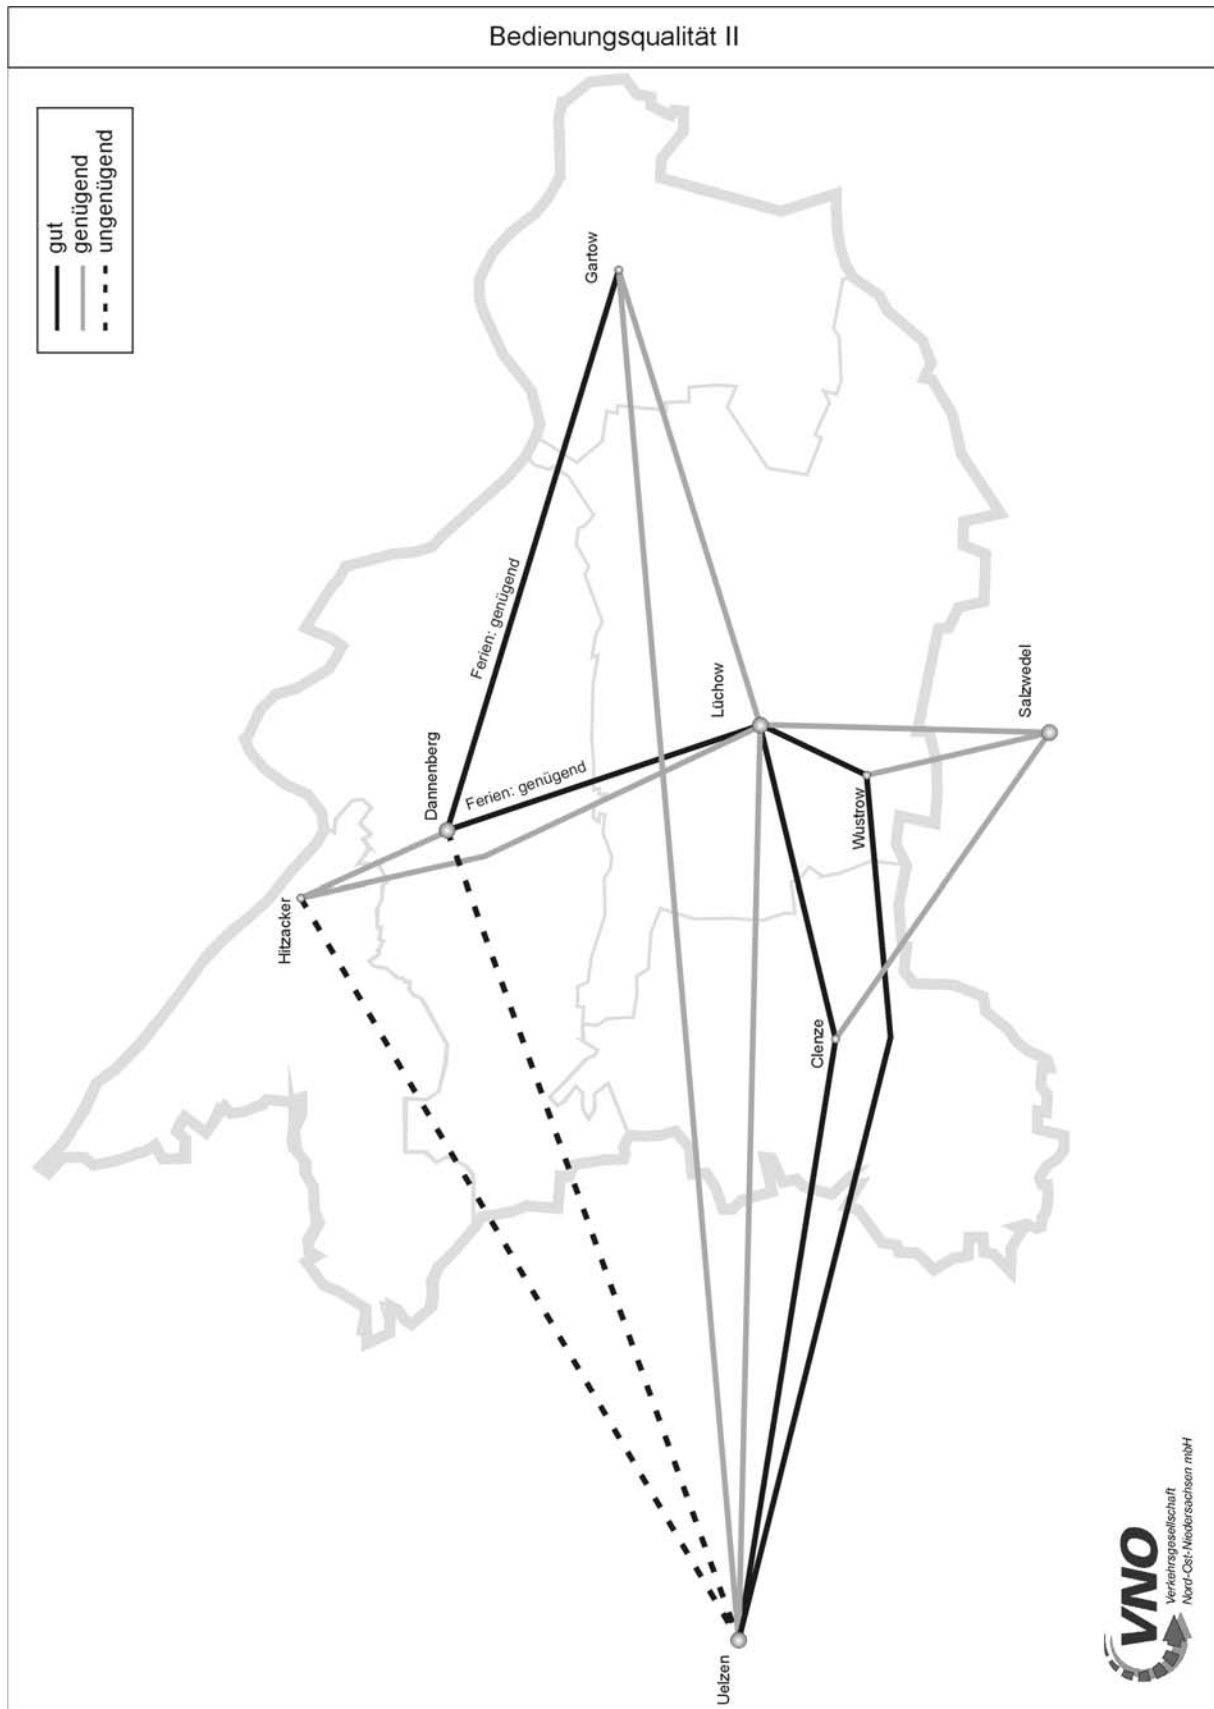 Bedienungsqualität II
gut
genügend
ungenügend
Gartow
Ferien: genügend
Dannenberg
Ferien: genügend
Lüchow
Salzwedel
Hitzacker
Wustrow
Clenze
Uelzen
VNO
Verkehrsgesellschaft
Nord-Ost-Niedersachsen mbH